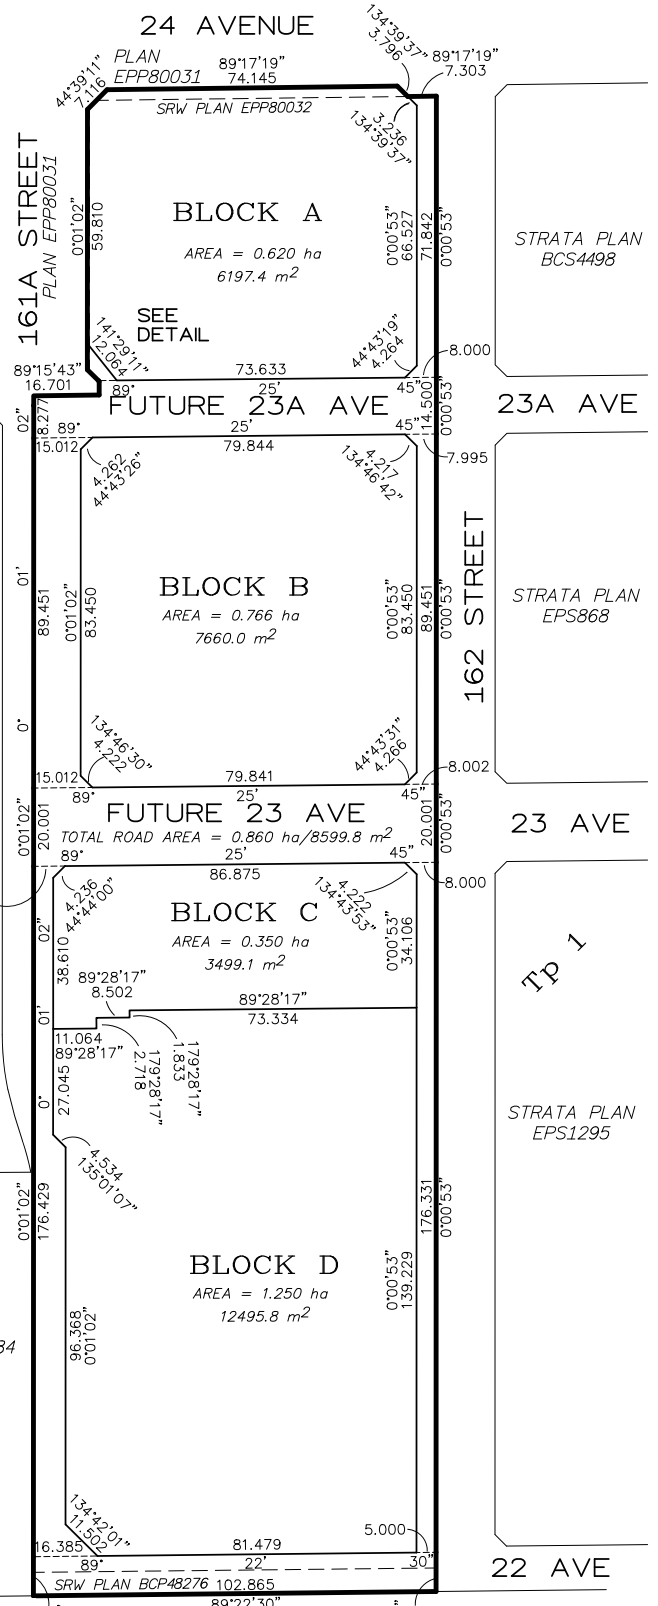 24 AVENUE
134°39'37"
3.796
89°17'19"
7.303
PLAN
EPP80031
89°17'19"
74.145
44°39'11"
7.116
SRW PLAN EPP80032
3.236
134°39'37"
161A STREET
PLAN EPP80031
0°01'02"
59.810
BLOCK A
AREA = 0.620 ha
6197.4 m²
0°00'53"
66.527
71.842
0°00'53"
STRATA PLAN
BCS4498
SEE
DETAIL
141°29'11"
12.064
44°43'19"
4.264
8.000
89°15'43"
16.701
73.633
89° 25' 45"
02"
8.277
FUTURE 23A AVE
14.500
0°00'53"
23A AVE
89° 25' 45"
15.012
79.844
7.995
4.262
44°43'26"
4.217
134°46'42"
162 STREET
01'
89.451
0°01'02"
83.450
BLOCK B
AREA = 0.766 ha
7660.0 m²
0°00'53"
83.450
89.451
0°00'53"
STRATA PLAN
EPS868
0°
134°46'30"
4.222
44°43'31"
4.266
15.012
79.841
8.002
89° 25' 45"
0°01'02"
20.001
FUTURE 23 AVE
TOTAL ROAD AREA = 0.860 ha/8599.8 m²
20.001
0°00'53"
23 AVE
89° 25' 45"
86.875
8.000
4.236
44°44'00"
4.222
134°43'53"
BLOCK C
AREA = 0.350 ha
3499.1 m²
02"
38.610
0°00'53"
34.106
Tp 1
89°28'17"
8.502
89°28'17"
73.334
01'
11.064
89°28'17"
2.718
179°28'17"
1.833
179°28'17"
0°
27.045
4.534
135°01'07"
STRATA PLAN
EPS1295
0°01'02"
176.429
176.331
0°00'53"
BLOCK D
AREA = 1.250 ha
12495.8 m²
0°00'53"
139.229
96.368
0°01'02"
84
134°42'01"
11.502
16.385
81.479
5.000
89° 22' 30"
22 AVE
SRW PLAN BCP48276
102.865
89°22'30"